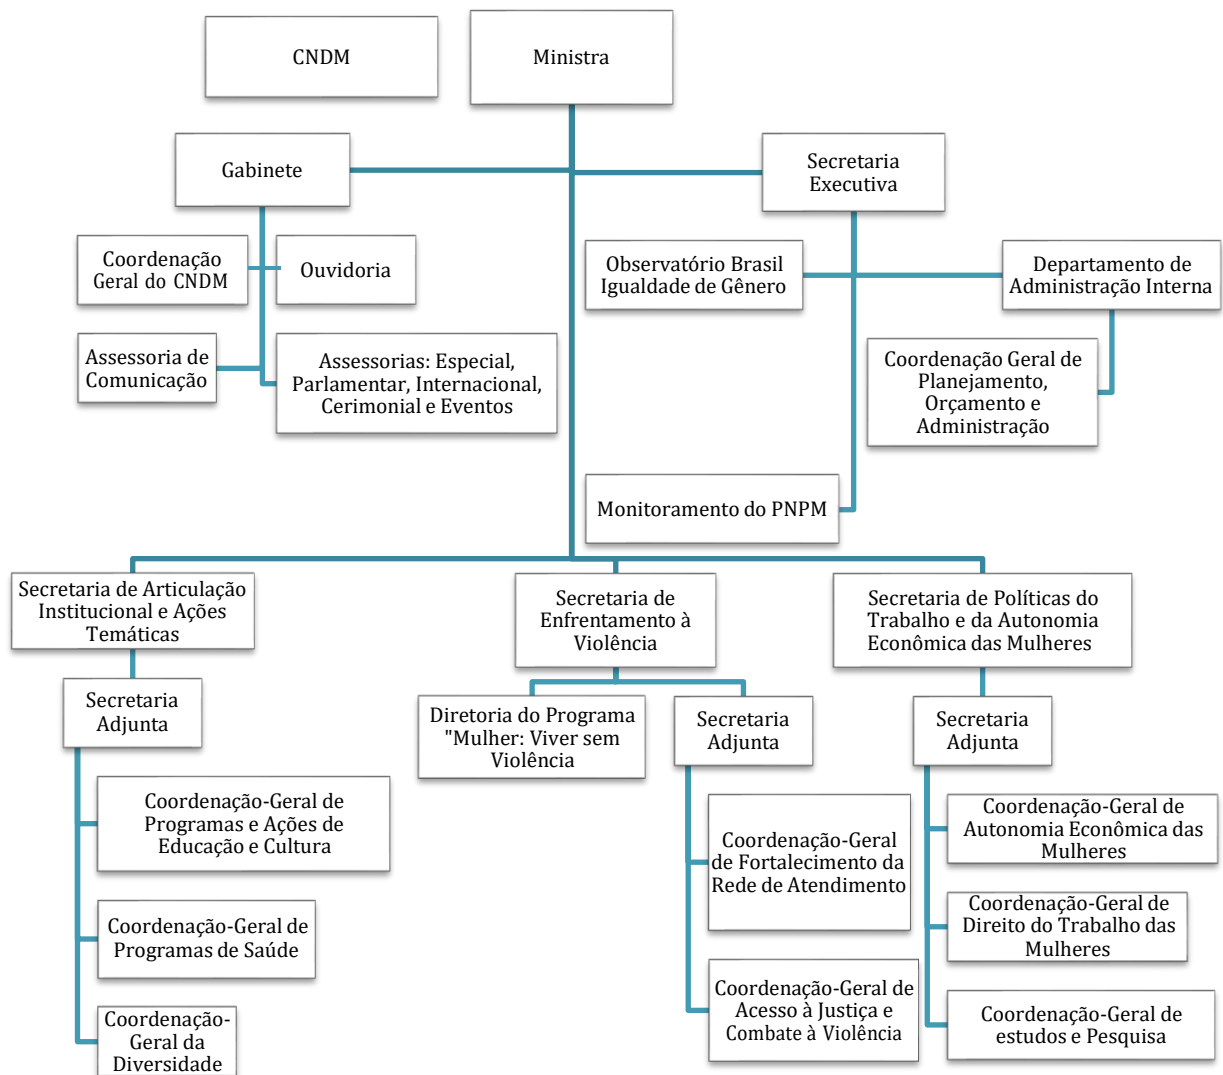 CNDM
Ministra
Gabinete
Secretaria
Executiva
Coordenação
Geral do CNDM
Ouvidoria
Observatório Brasil
Igualdade de Gênero
Departamento de
Administração Interna
Assessoria de
Comunicação
Assessorias: Especial,
Parlamentar, Internacional,
Cerimonial e Eventos
Coordenação Geral de
Planejamento,
Orçamento e
Administração
Monitoramento do PNPM
Secretaria de Articulação
Institucional e Ações
Temáticas
Secretaria de
Enfrentamento à
Violência
Secretaria de Políticas do
Trabalho e da Autonomia
Econômica das Mulheres
Secretaria
Adjunta
Diretoria do Programa
"Mulher: Viver sem
Violência
Secretaria
Adjunta
Secretaria
Adjunta
Coordenação-Geral de
Programas e Ações de
Educação e Cultura
Coordenação-Geral
de Fortalecimento da
Rede de Atendimento
Coordenação-Geral de
Autonomia Econômica das
Mulheres
Coordenação-Geral de
Programas de Saúde
Coordenação-Geral de
Direito do Trabalho das
Mulheres
Coordenação-
Geral da
Diversidade
Coordenação-Geral de
Acesso à Justiça e
Combate à Violência
Coordenação-Geral de
estudos e Pesquisa